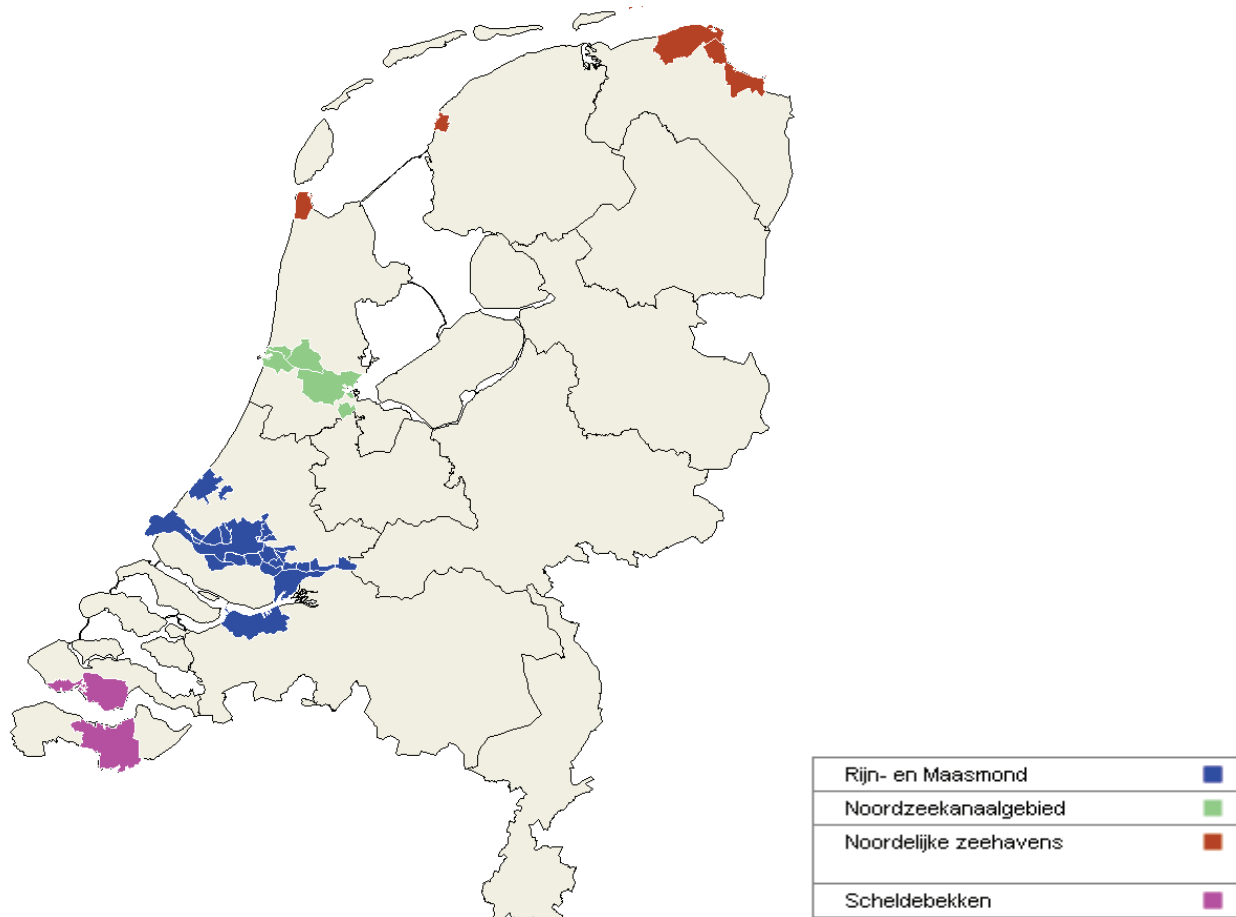 Rijn- en Maasmond
Noordzeekanaalgebied
Noordelijke zeehavens
Scheldebekken